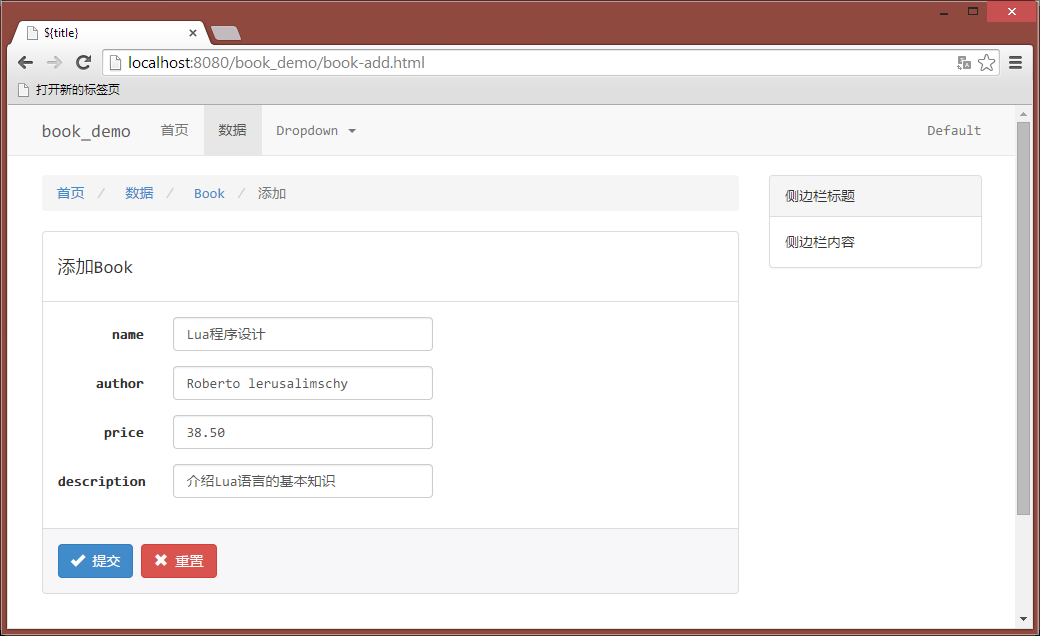 ${title}
localhost:8080/book_demo/book-add.html
打开新的标签页
book_demo 首页 数据 Dropdown Default
首页 / 数据 / Book / 添加
侧边栏标题
侧边栏内容
添加Book
name Lua程序设计
author Roberto lerusalimschy
price 38.50
description 介绍Lua语言的基本知识
提交 重置